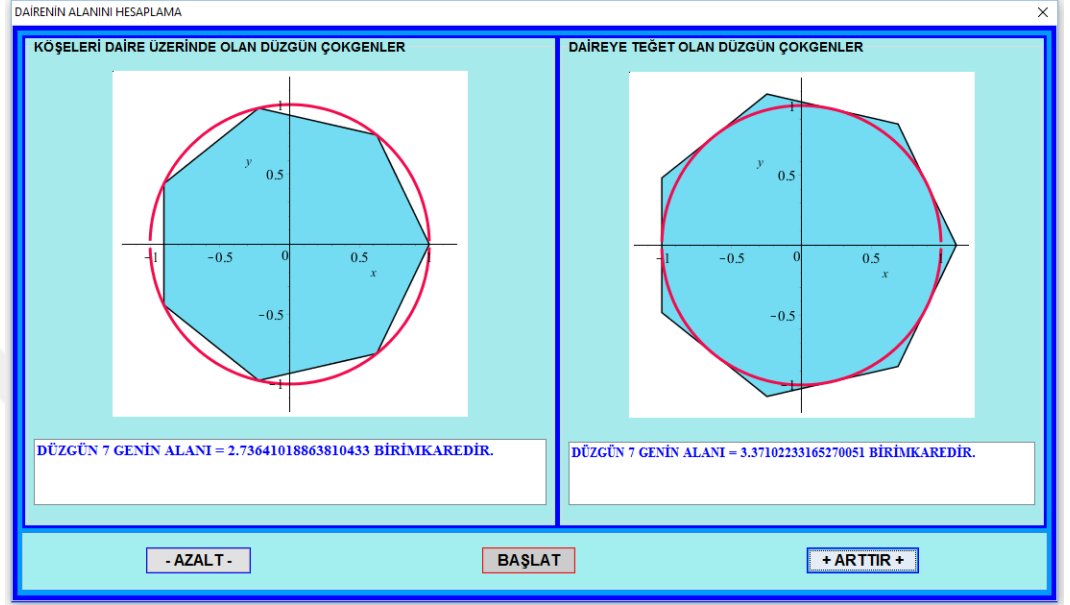 DAİRENİN ALANINI HESAPLAMA
KÖŞELERİ DAİRE ÜZERİNDE OLAN DÜZGÜN ÇOKGENLER
1
y
0.5
-1
-0.5
0
0.5
1
x
-0.5
-1
DÜZGÜN 7 GENİN ALANI = 2.73641018863810433 BİRİMKAREDİR.
DAİREYE TEĞET OLAN DÜZGÜN ÇOKGENLER
1
y
0.5
-1
-0.5
0
0.5
1
x
-0.5
-1
DÜZGÜN 7 GENİN ALANI = 3.37102233165270051 BİRİMKAREDİR.
- AZALT -
BAŞLAT
+ ARTTIR +